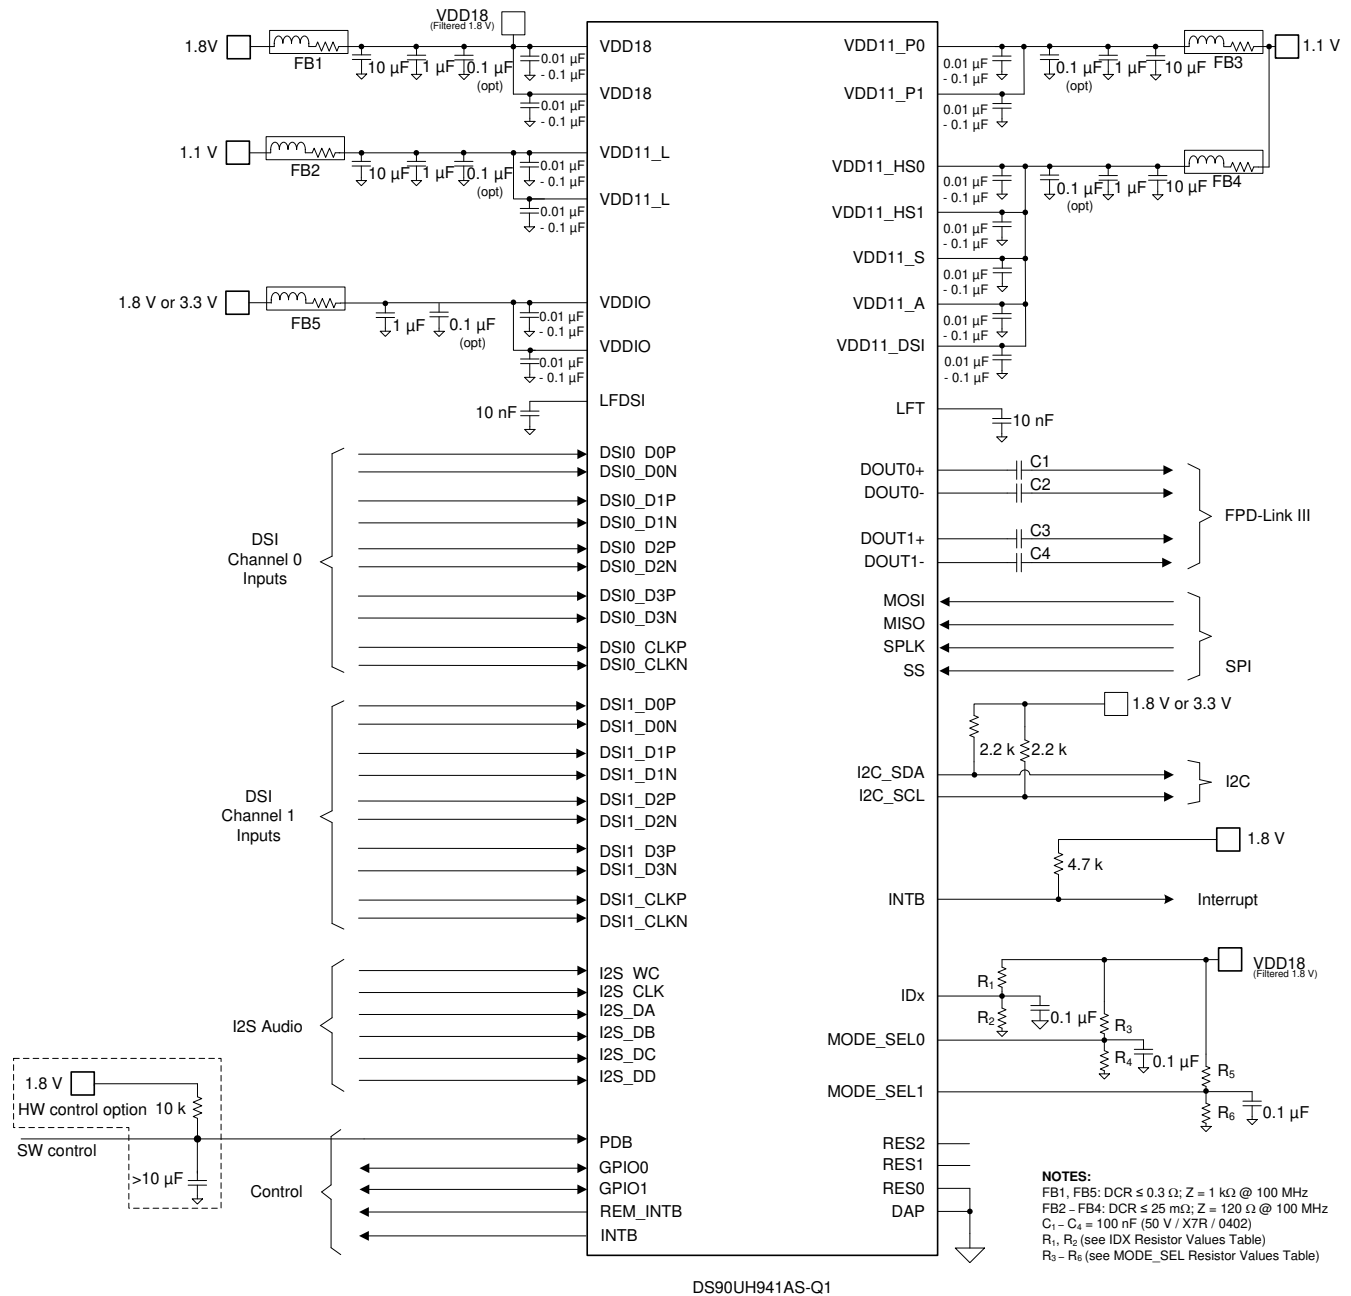 VDD18
(Filtered 1.8 V)
1.8V
FB1
10 µF
1 µF
0.1 µF
(opt)
0.01 µF
- 0.1 µF
VDD18
0.01 µF
- 0.1 µF
VDD18
1.1 V
FB2
10 µF
1 µF
0.1 µF
(opt)
0.01 µF
- 0.1 µF
VDD11_L
0.01 µF
- 0.1 µF
VDD11_L
1.8 V or 3.3 V
FB5
1 µF
0.1 µF
(opt)
0.01 µF
- 0.1 µF
VDDIO
0.01 µF
- 0.1 µF
VDDIO
10 nF
LFDSI
DSI
Channel 0
Inputs
DSI0_D0P
DSI0_D0N
DSI0_D1P
DSI0_D1N
DSI0_D2P
DSI0_D2N
DSI0_D3P
DSI0_D3N
DSI0_CLKP
DSI0_CLKN
DSI
Channel 1
Inputs
DSI1_D0P
DSI1_D0N
DSI1_D1P
DSI1_D1N
DSI1_D2P
DSI1_D2N
DSI1_D3P
DSI1_D3N
DSI1_CLKP
DSI1_CLKN
I2S Audio
I2S_WC
I2S_CLK
I2S_DA
I2S_DB
I2S_DC
I2S_DD
1.8 V
HW control option
10 k
SW control
>10 µF
Control
PDB
GPIO0
GPIO1
REM_INTB
INTB
VDD11_P0
0.01 µF
- 0.1 µF
0.1 µF
(opt)
1 µF
10 µF
FB3
1.1 V
VDD11_P1
0.01 µF
- 0.1 µF
VDD11_HS0
0.01 µF
- 0.1 µF
0.1 µF
(opt)
1 µF
10 µF
FB4
VDD11_HS1
0.01 µF
- 0.1 µF
VDD11_S
0.01 µF
- 0.1 µF
VDD11_A
0.01 µF
- 0.1 µF
VDD11_DSI
0.01 µF
- 0.1 µF
LFT
10 nF
DOUT0+
C1
DOUT0-
C2
DOUT1+
C3
DOUT1-
C4
FPD-Link III
MOSI
MISO
SPLK
SS
SPI
1.8 V or 3.3 V
2.2 k
2.2 k
I2C_SDA
I2C_SCL
I2C
1.8 V
4.7 k
INTB
Interrupt
VDD18
(Filtered 1.8 V)
R1
IDx
R2
0.1 µF
R3
MODE_SEL0
R4
0.1 µF
R5
MODE_SEL1
R6
0.1 µF
RES2
RES1
RES0
DAP
NOTES:
FB1, FB5: DCR ≤ 0.3 Ω; Z = 1 kΩ @ 100 MHz
FB2 – FB4: DCR ≤ 25 mΩ; Z = 120 Ω @ 100 MHz
C1 – C4 = 100 nF (50 V / X7R / 0402)
R1, R2 (see IDX Resistor Values Table)
R3 – R6 (see MODE_SEL Resistor Values Table)
DS90UH941AS-Q1